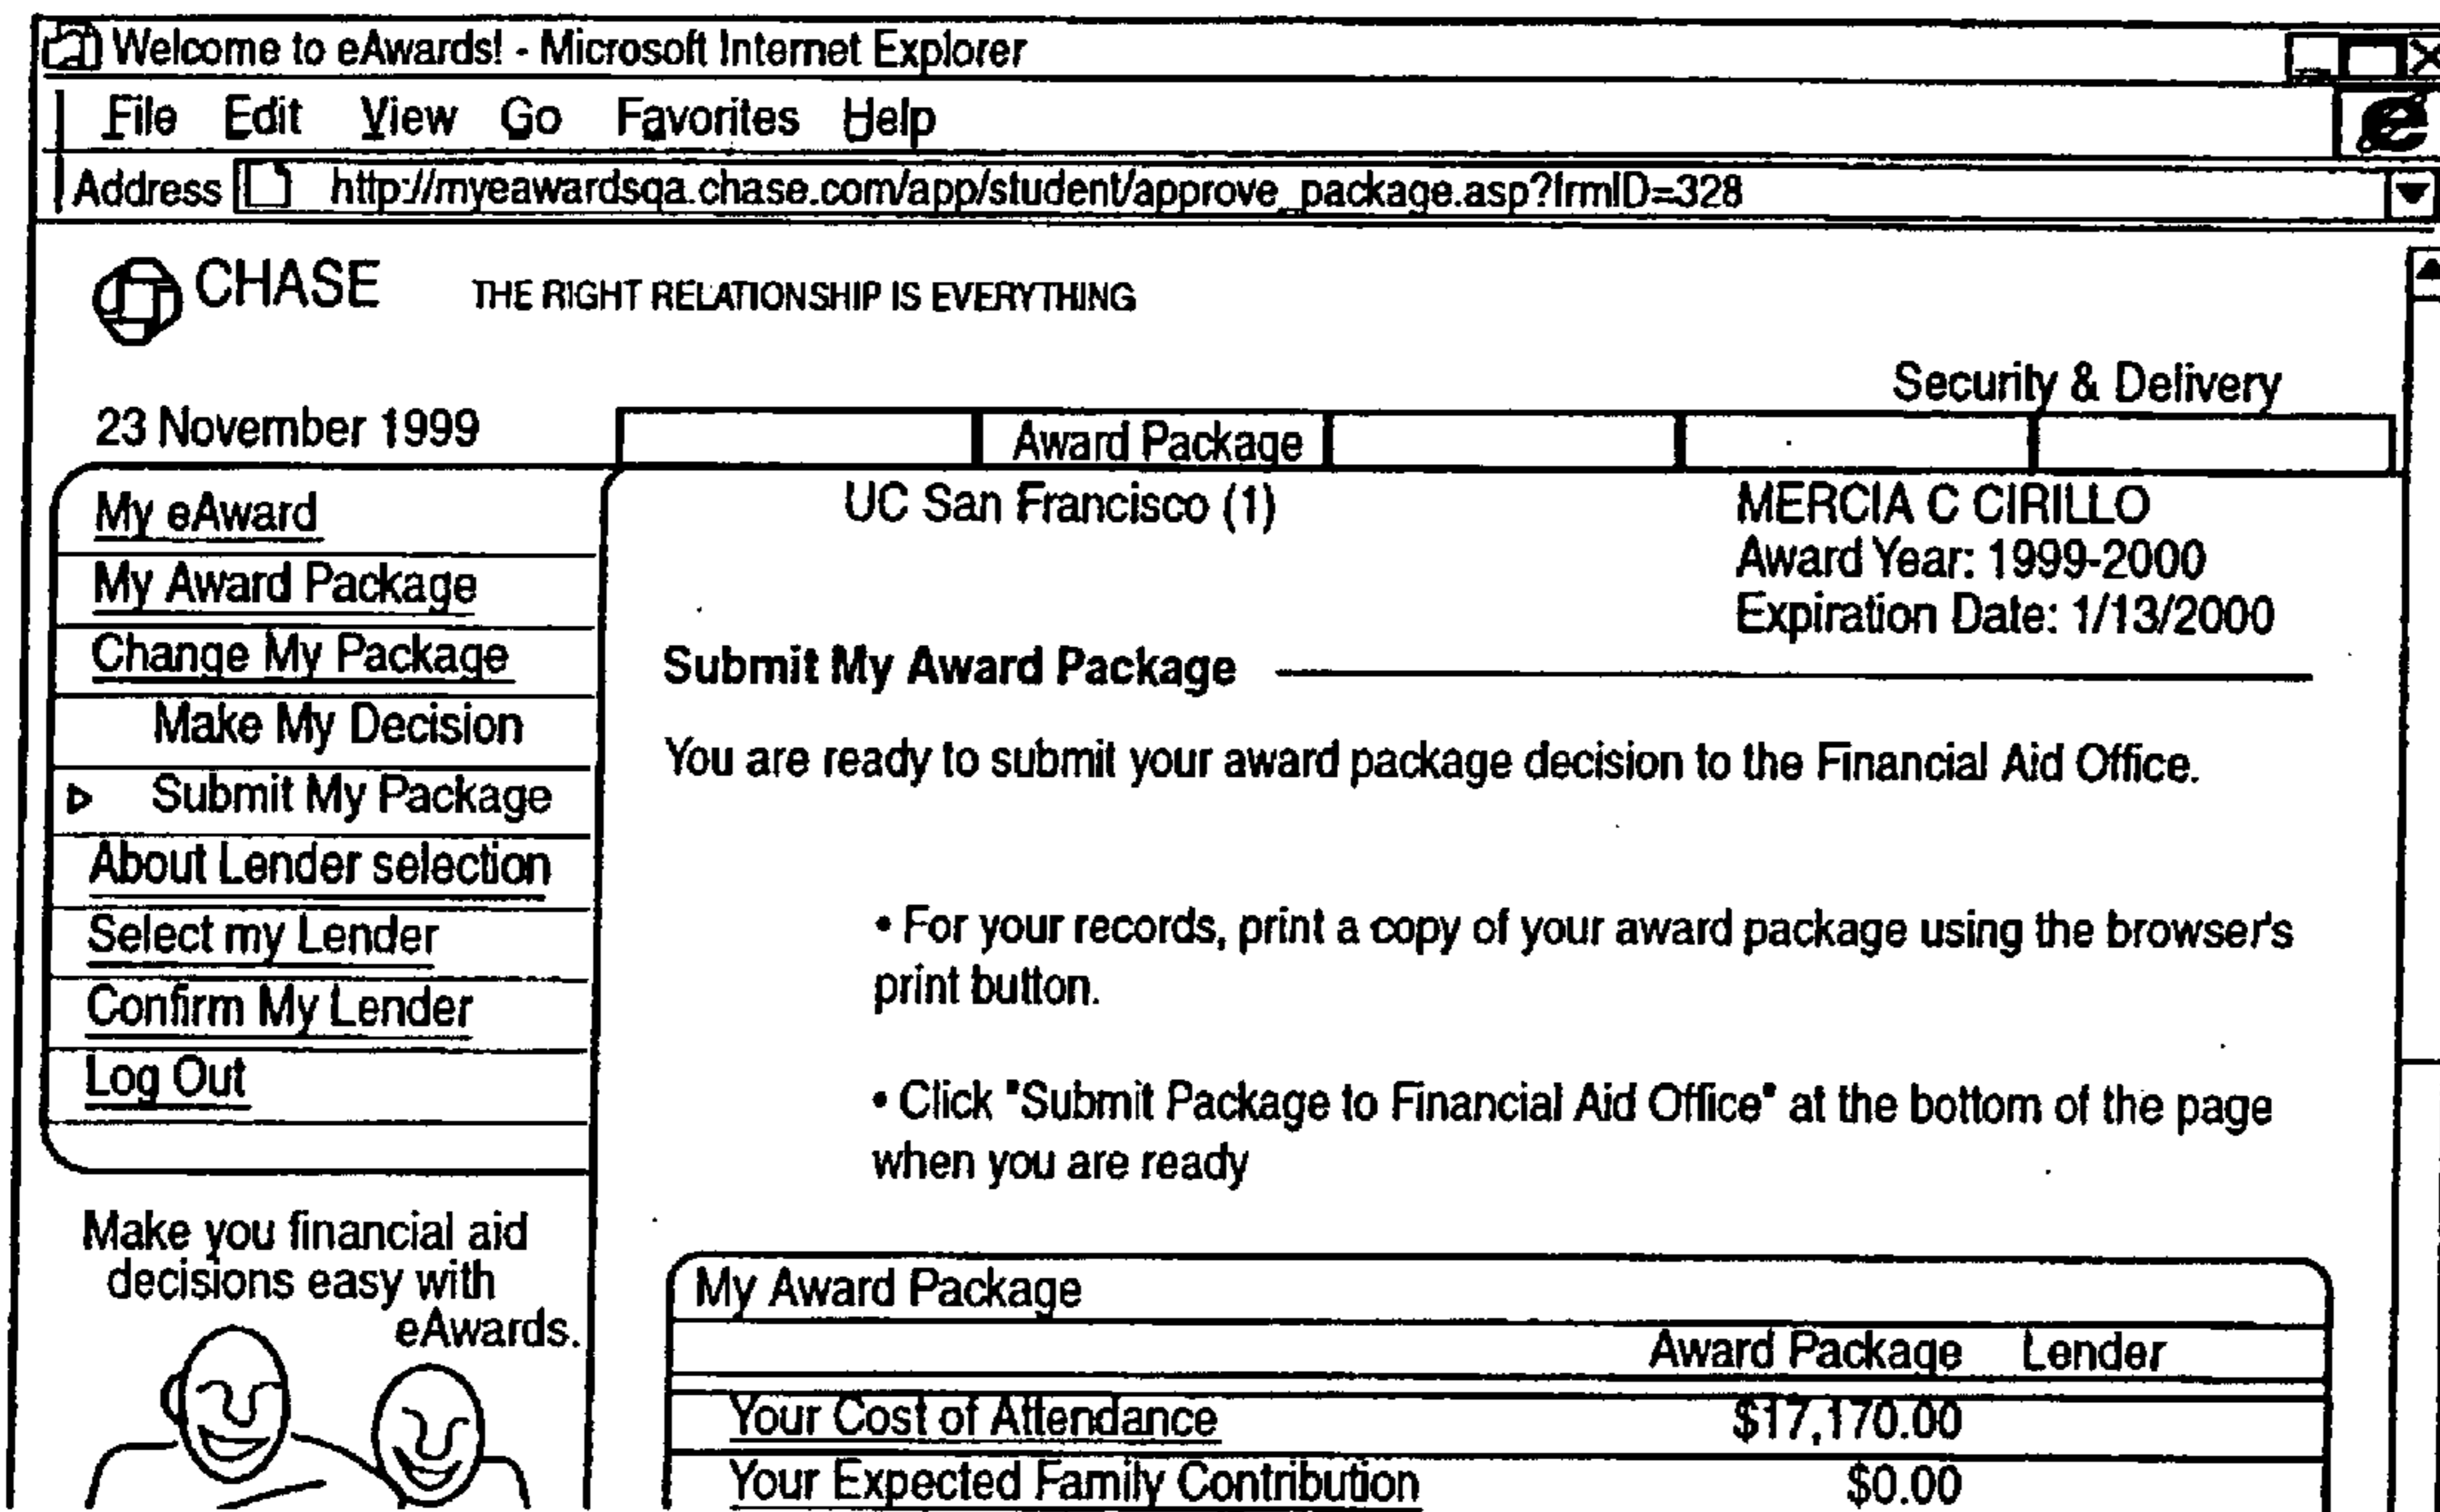 Welcome to eAwards! - Microsoft Internet Explorer
File Edit View Go Favorites Help
Address http://myeawardsqa.chase.com/app/student/approve_package.asp?frmID=328
CHASE THE RIGHT RELATIONSHIP IS EVERYTHING
Security & Delivery
23 November 1999
Award Package
My eAward
My Award Package
Change My Package
Make My Decision
Submit My Package
About Lender selection
Select my Lender
Confirm My Lender
Log Out
Make you financial aid
decisions easy with
eAwards.
UC San Francisco (1)
MERCIA C CIRILLO
Award Year: 1999-2000
Expiration Date: 1/13/2000
Submit My Award Package
You are ready to submit your award package decision to the Financial Aid Office.
• For your records, print a copy of your award package using the browser's
print button.
• Click "Submit Package to Financial Aid Office" at the bottom of the page
when you are ready
My Award Package
Award Package Lender
Your Cost of Attendance $17,170.00
Your Expected Family Contribution $0.00